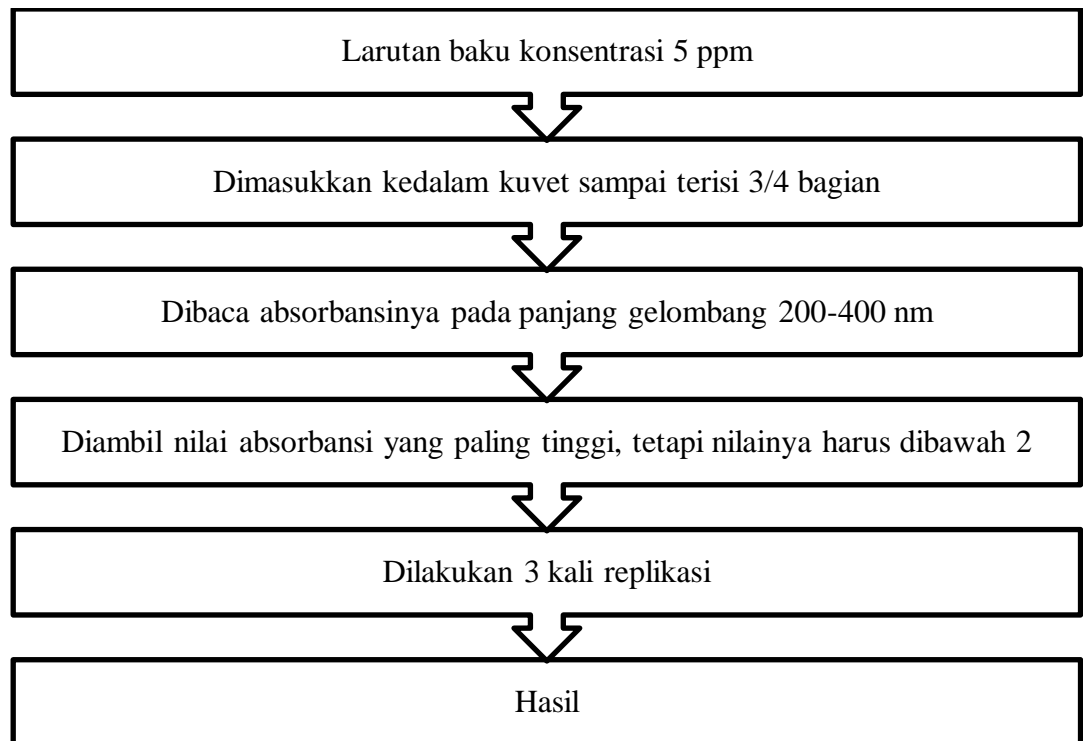 Larutan baku konsentrasi 5 ppm
Dimasukkan kedalam kuvet sampai terisi 3/4 bagian
Dibaca absorbansinya pada panjang gelombang 200-400 nm
Diambil nilai absorbansi yang paling tinggi, tetapi nilainya harus dibawah 2
Dilakukan 3 kali replikasi
Hasil